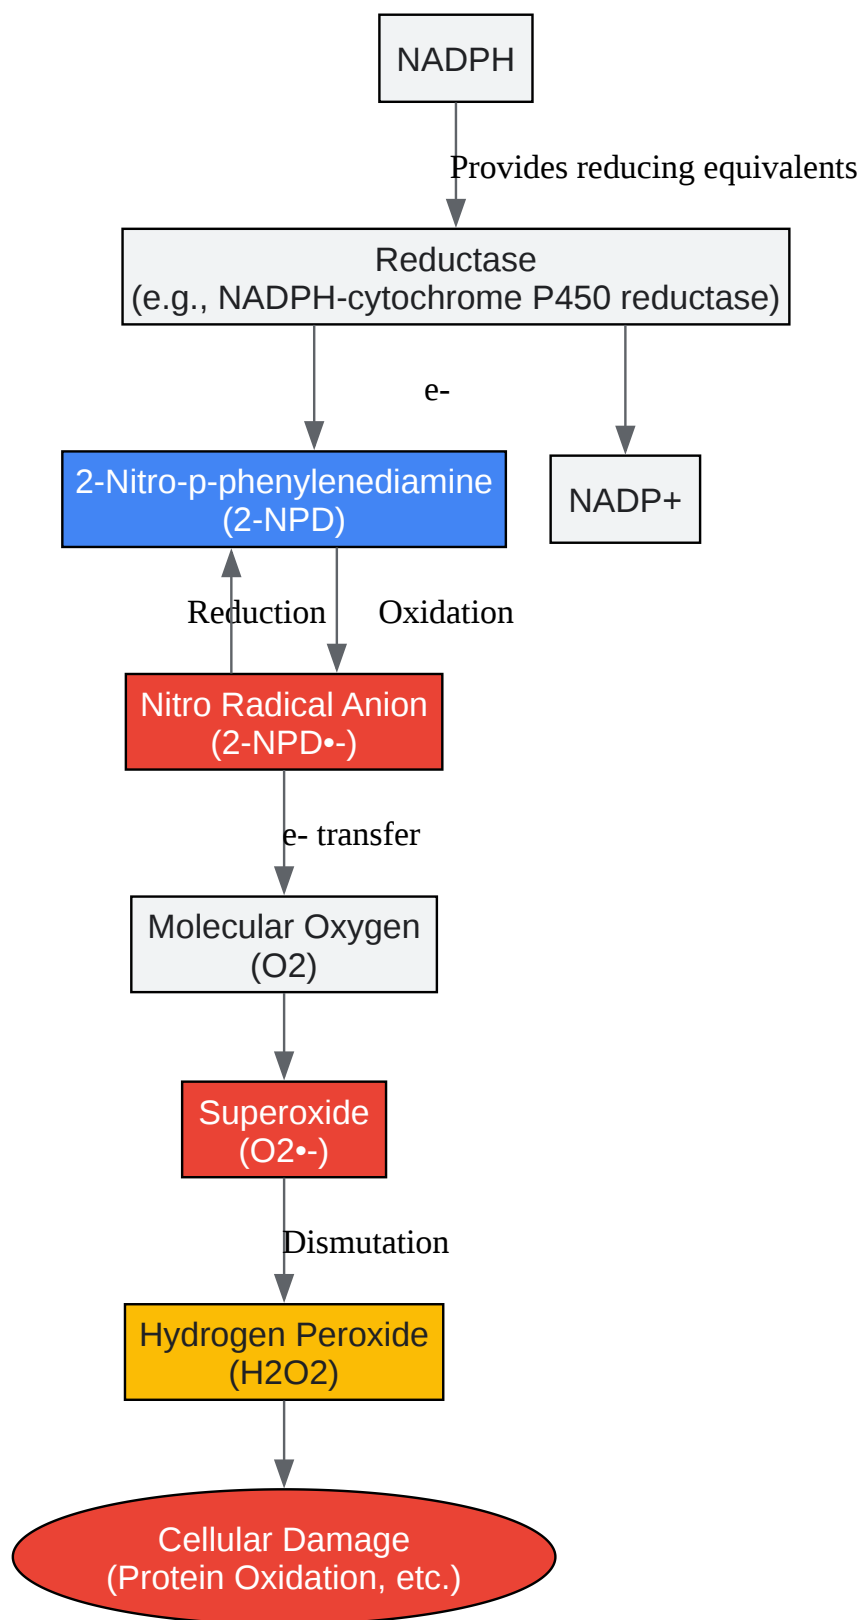 NADPH
Provides reducing equivalents
Reductase
(e.g., NADPH-cytochrome P450 reductase)
e-
2-Nitro-p-phenylenediamine
(2-NPD)
NADP+
Reduction
Oxidation
Nitro Radical Anion
(2-NPD•-)
e- transfer
Molecular Oxygen
(O2)
Superoxide
(O2•-)
Dismutation
Hydrogen Peroxide
(H2O2)
Cellular Damage
(Protein Oxidation, etc.)